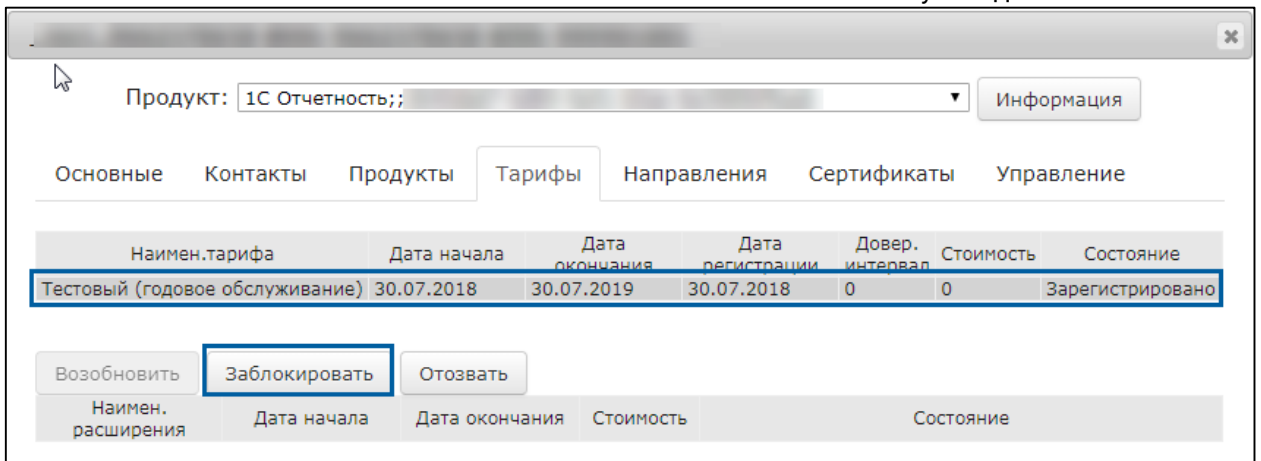 Продукт: 1С Отчетность;; Информация
Основные Контакты Продукты Тарифы Направления Сертификаты Управление
Наимен.тарифа Дата начала Дата окончания Дата регистрации Довер. интервал Стоимость Состояние
Тестовый (годовое обслуживание) 30.07.2018 30.07.2019 30.07.2018 0 0 Зарегистрировано
Возобновить Заблокировать Отозвать
Наимен. расширения Дата начала Дата окончания Стоимость Состояние